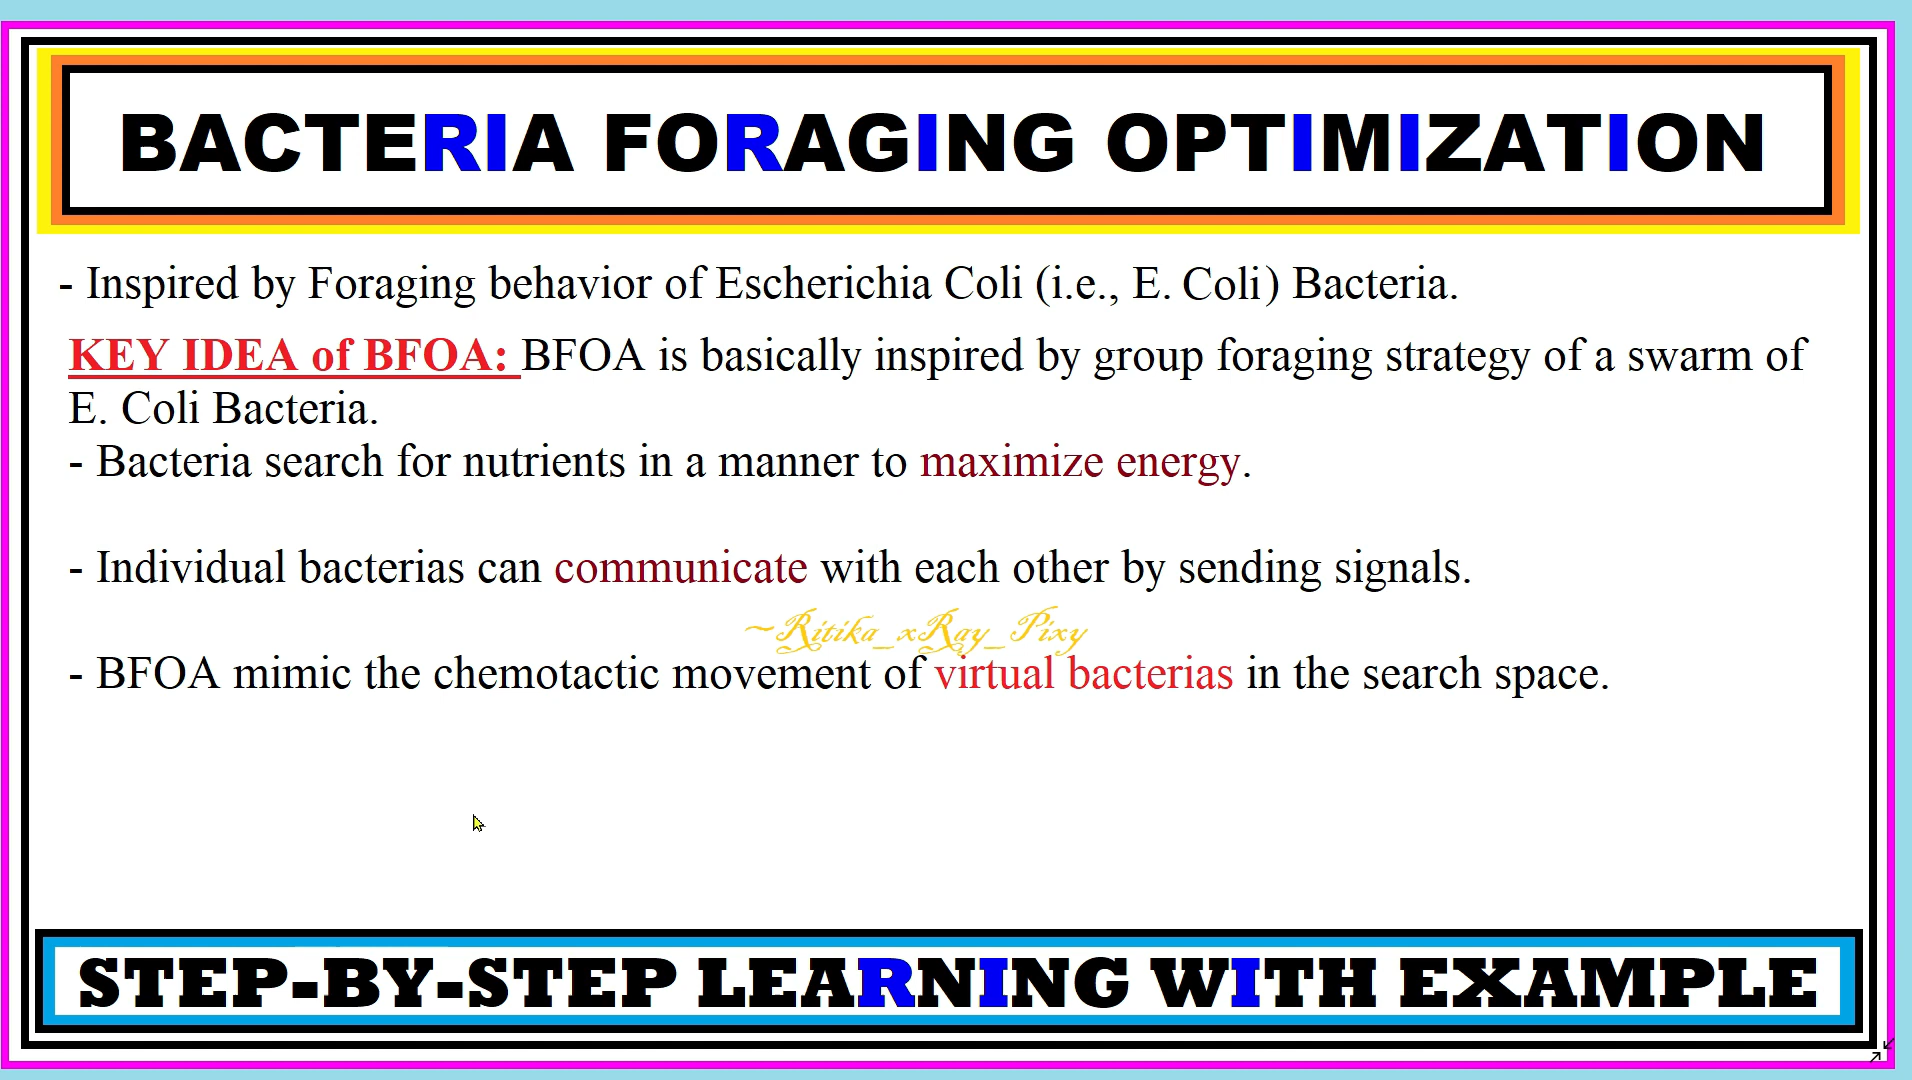 BACTERIA FORAGING OPTIMIZATION
- Inspired by Foraging behavior of Escherichia Coli (i.e., E. Coli) Bacteria.
KEY IDEA of BFOA: BFOA is basically inspired by group foraging strategy of a swarm of
E. Coli Bacteria.
- Bacteria search for nutrients in a manner to maximize energy.
- Individual bacterias can communicate with each other by sending signals.
~Ritika_xRay_Pixy
- BFOA mimic the chemotactic movement of virtual bacterias in the search space.
STEP-BY-STEP LEARNING WITH EXAMPLE